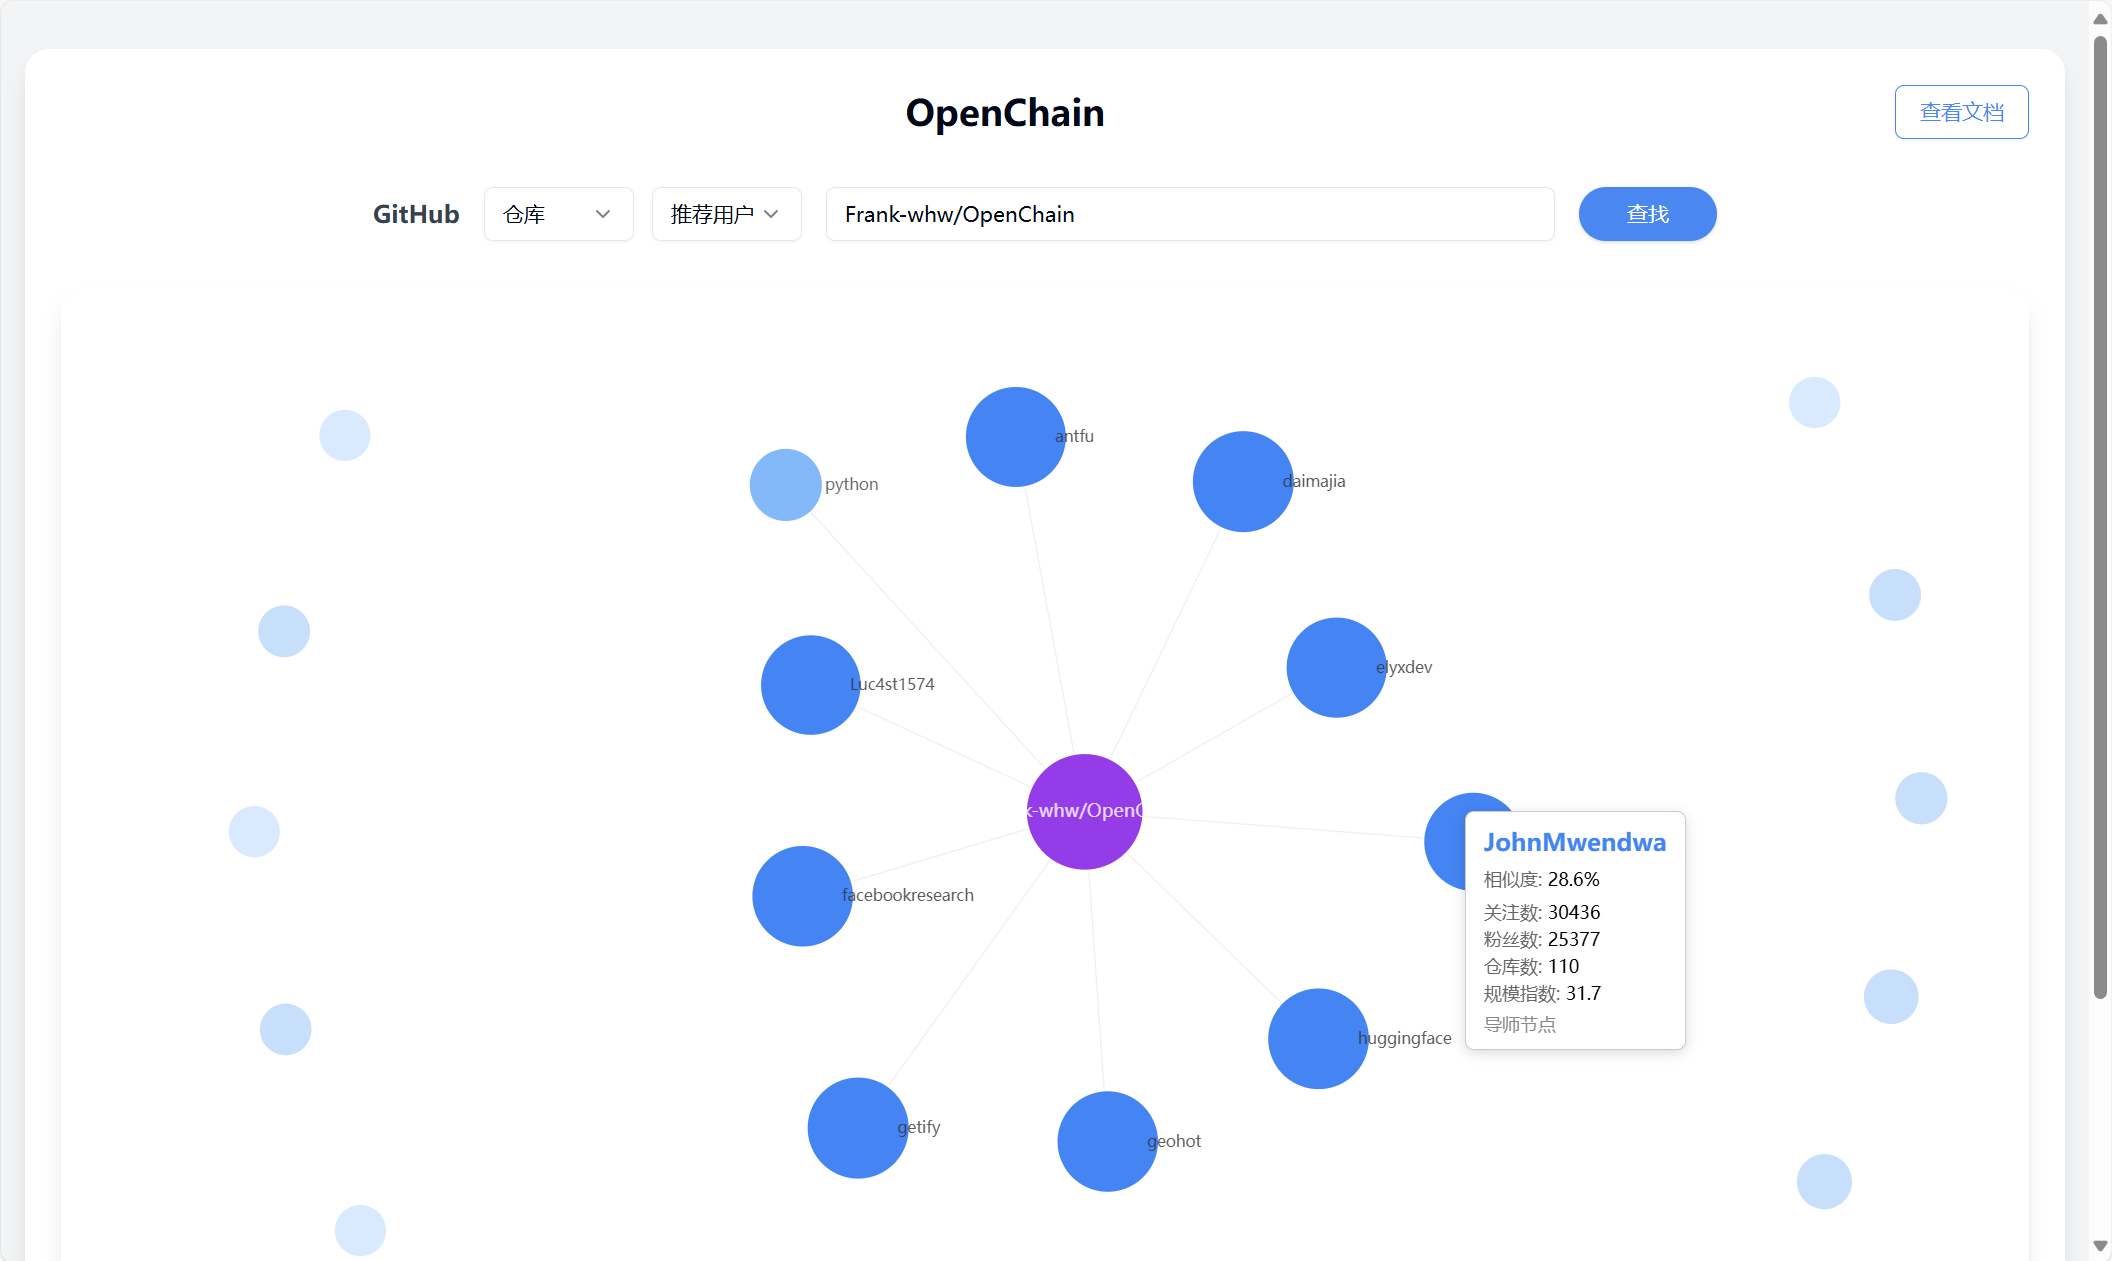 OpenChain
查看文档
GitHub
仓库
推荐用户
Frank-whw/OpenChain
查找
antfu
daimajia
python
elyxdev
Luc4st1574
k-whw/OpenC
JohnMwendwa
相似度: 28.6%
关注数: 30436
粉丝数: 25377
仓库数: 110
规模指数: 31.7
导师节点
facebookresearch
huggingface
getify
geohot